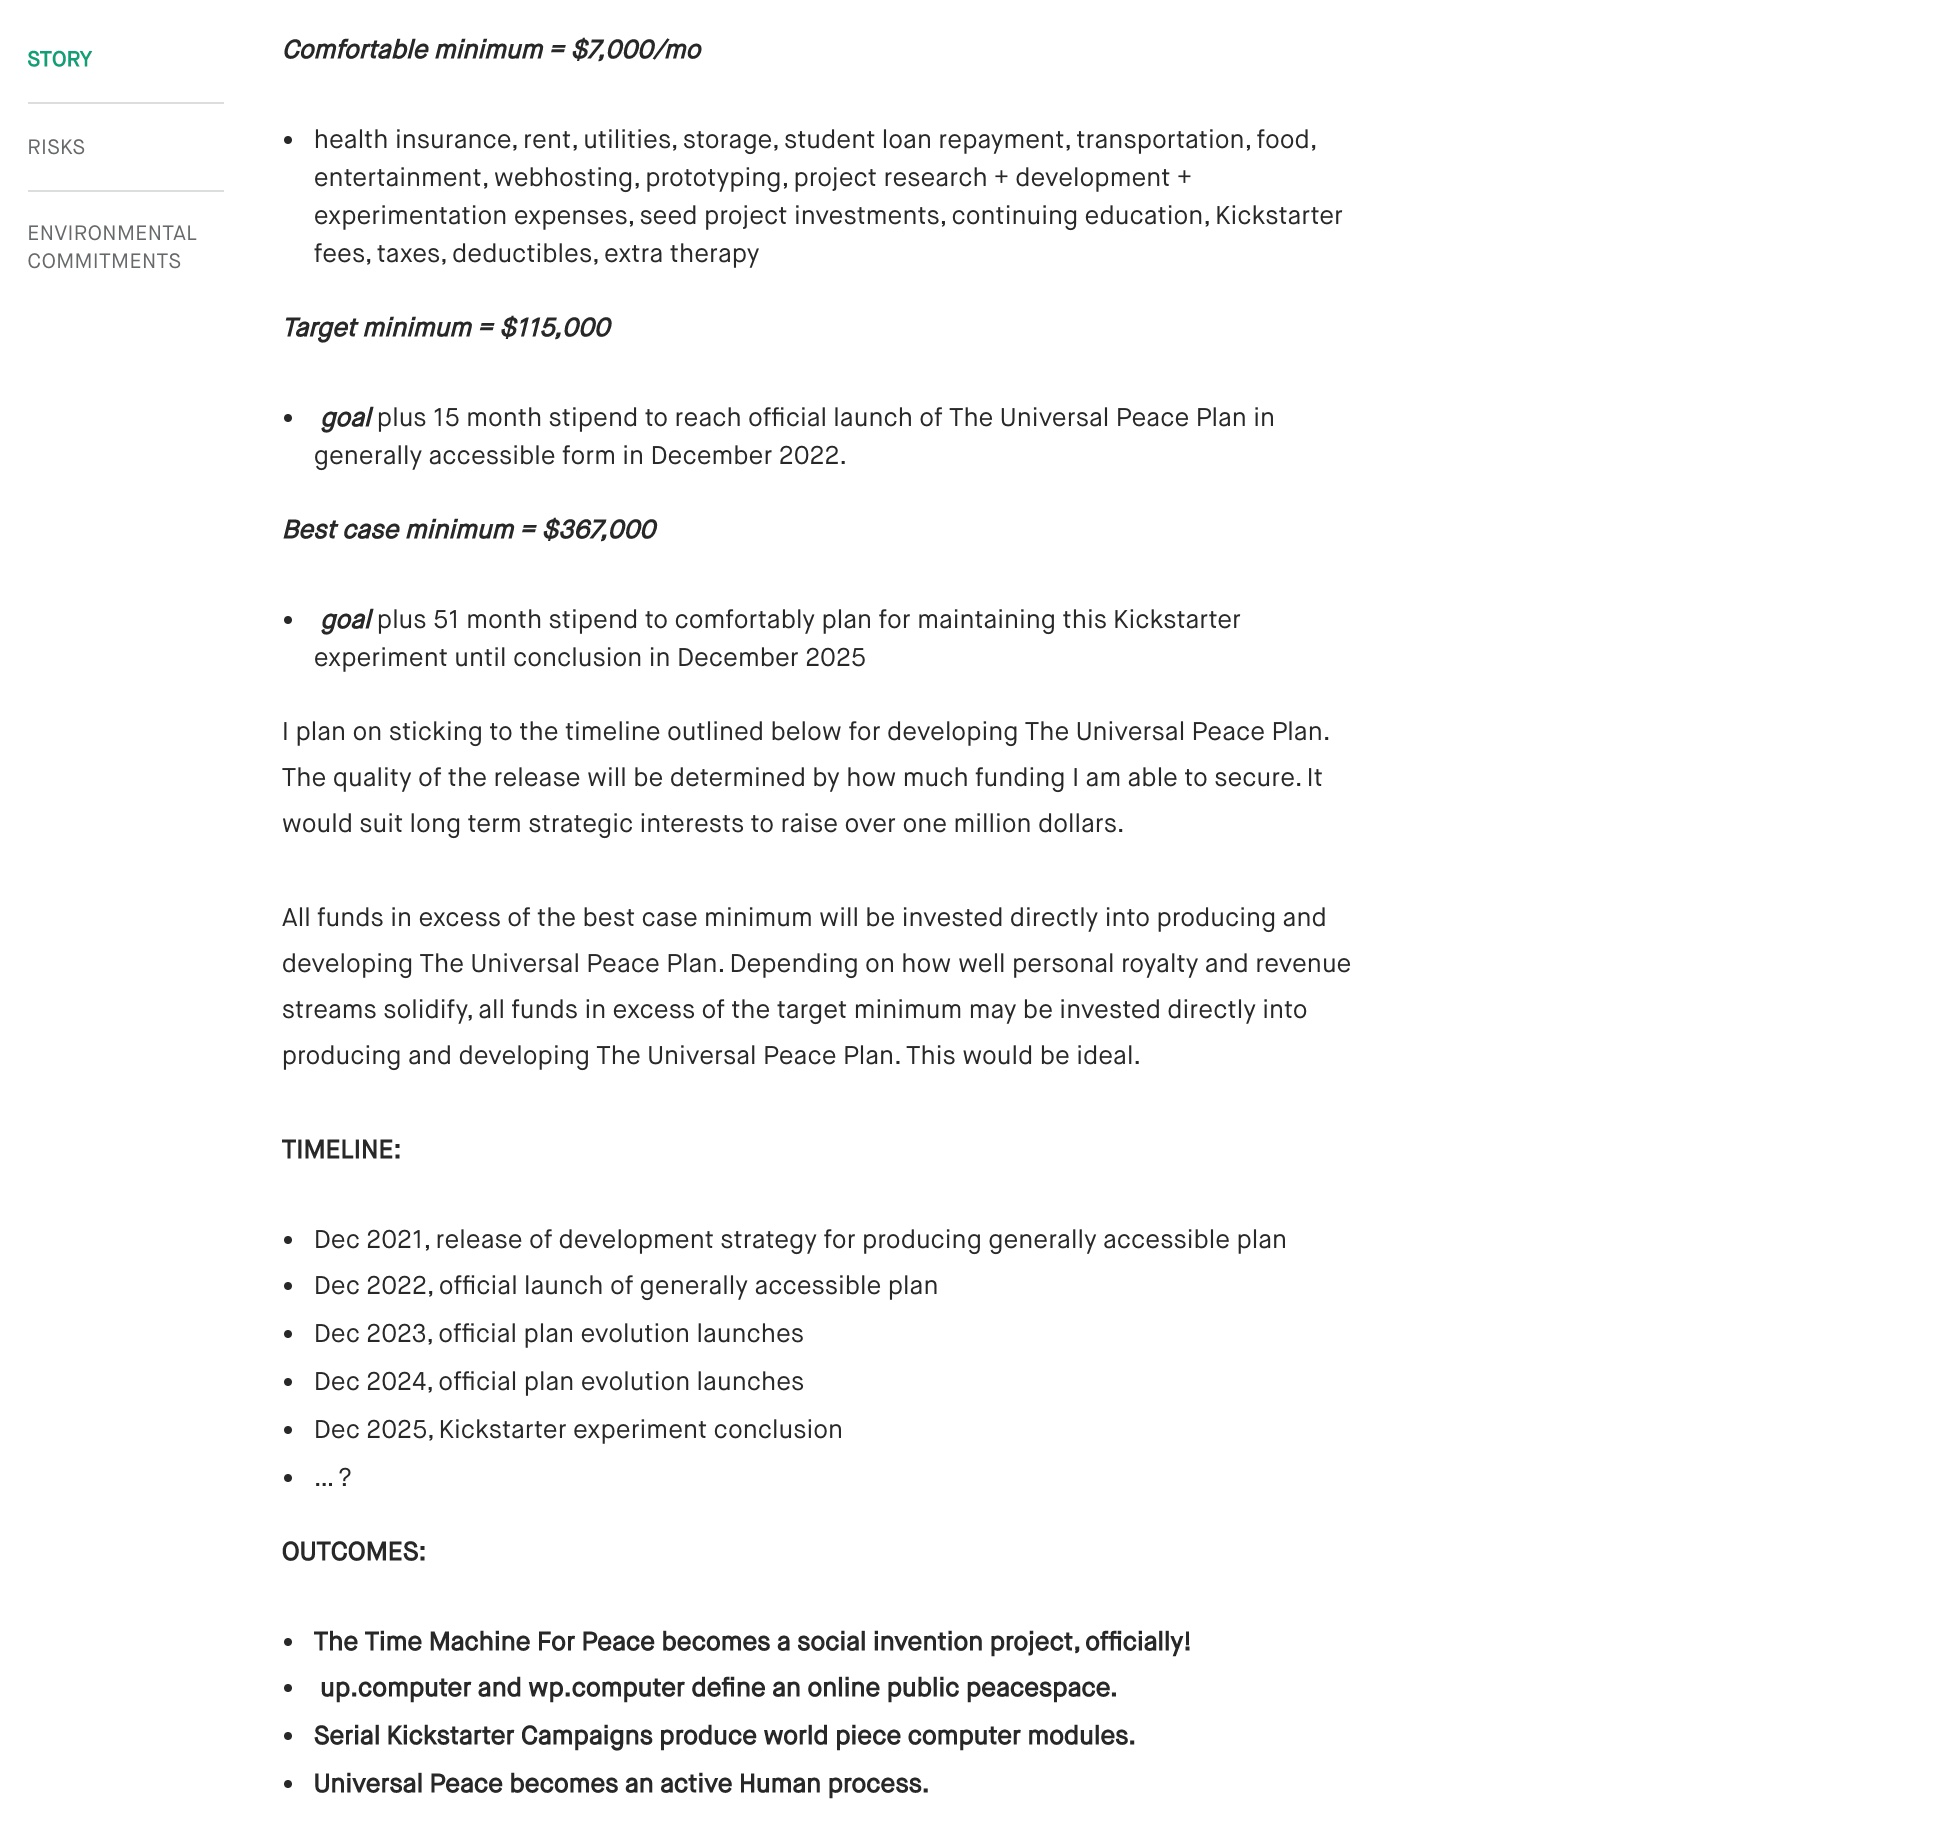 STORY
RISKS
ENVIRONMENTAL
COMMITMENTS
Comfortable minimum = $7,000/mo
• health insurance, rent, utilities, storage, student loan repayment, transportation, food,
entertainment, webhosting, prototyping, project research + development +
experimentation expenses, seed project investments, continuing education, Kickstarter
fees, taxes, deductibles, extra therapy
Target minimum = $115,000
• goal plus 15 month stipend to reach official launch of The Universal Peace Plan in
generally accessible form in December 2022.
Best case minimum = $367,000
• goal plus 51 month stipend to comfortably plan for maintaining this Kickstarter
experiment until conclusion in December 2025
I plan on sticking to the timeline outlined below for developing The Universal Peace Plan.
The quality of the release will be determined by how much funding I am able to secure. It
would suit long term strategic interests to raise over one million dollars.
All funds in excess of the best case minimum will be invested directly into producing and
developing The Universal Peace Plan. Depending on how well personal royalty and revenue
streams solidify, all funds in excess of the target minimum may be invested directly into
producing and developing The Universal Peace Plan. This would be ideal.
TIMELINE:
• Dec 2021, release of development strategy for producing generally accessible plan
• Dec 2022, official launch of generally accessible plan
• Dec 2023, official plan evolution launches
• Dec 2024, official plan evolution launches
• Dec 2025, Kickstarter experiment conclusion
• ... ?
OUTCOMES:
• The Time Machine For Peace becomes a social invention project, officially!
• up.computer and wp.computer define an online public peacespace.
• Serial Kickstarter Campaigns produce world piece computer modules.
• Universal Peace becomes an active Human process.